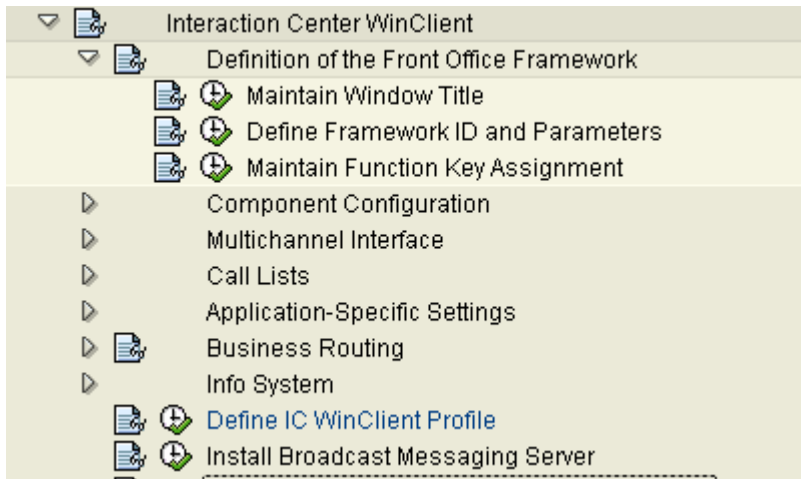 Interaction Center WinClient
Definition of the Front Office Framework
Maintain Window Title
Define Framework ID and Parameters
Maintain Function Key Assignment
Component Configuration
Multichannel Interface
Call Lists
Application-Specific Settings
Business Routing
Info System
Define IC WinClient Profile
Install Broadcast Messaging Server